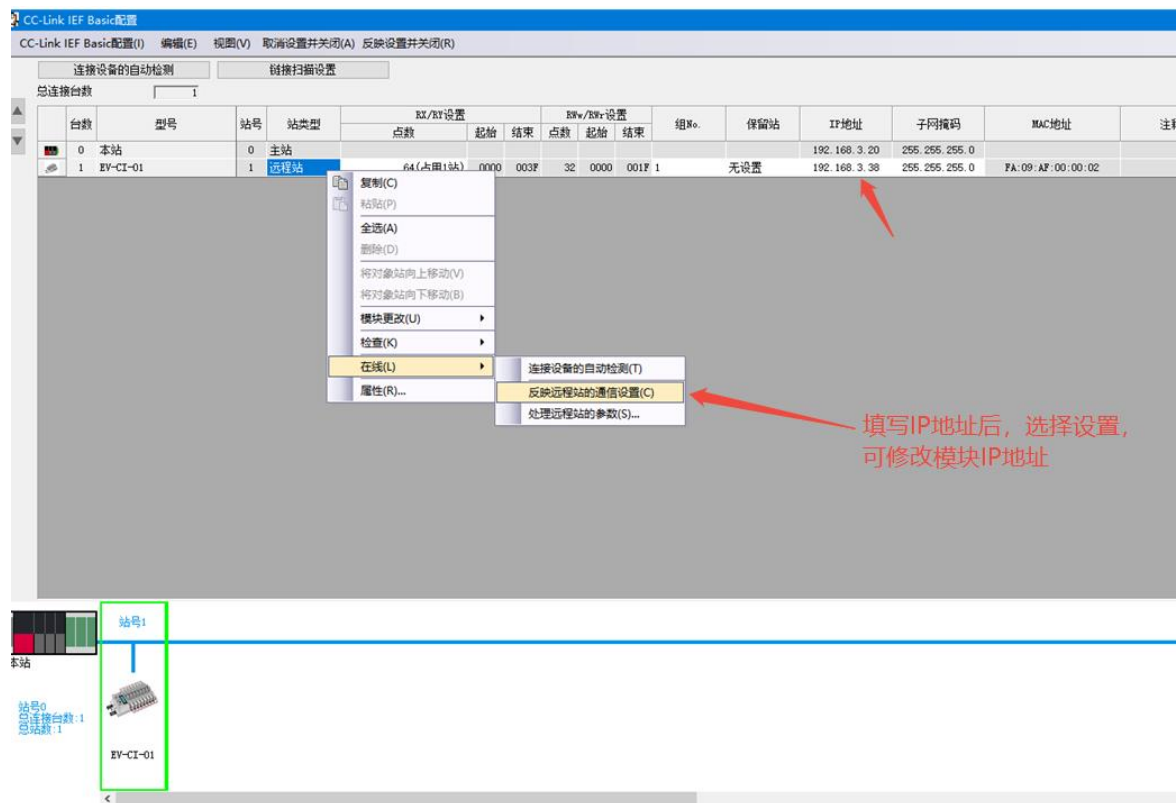 CC-Link IEF Basic配置
CC-Link IEF Basic配置(I) 编辑(E) 视图(V) 取消设置并关闭(A) 反映设置并关闭(R)
连接设备的自动检测 链接扫描设置
总连接台数 1
台数 型号 站号 站类型 RX/RY设置 RWw/RWr设置 组No. 保留站 IP地址 子网掩码 MAC地址
点数 起始 结束 点数 起始 结束
0 本站 0 主站 192.168.3.20 255.255.255.0
1 EV-CI-01 1 远程站 64(占用1站) 0000 003F 32 0000 001F 1 无设置 192.168.3.38 255.255.255.0 FA:09:AF:00:00:02
复制(C)
粘贴(P)
全选(A)
删除(D)
将对象站向上移动(V)
将对象站向下移动(B)
模块更改(U)
检查(K)
在线(L) 连接设备的自动检测(T)
属性(R)... 反映远程站的通信设置(C)
处理远程站的参数(S)...
填写IP地址后，选择设置，
可修改模块IP地址
站号1
本站
站号0
总连接台数:1
总站数:1
EV-CI-01